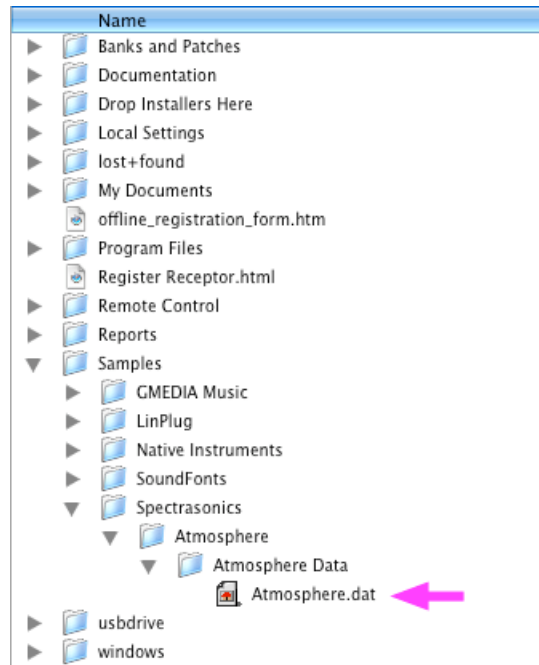 Name
Banks and Patches
Documentation
Drop Installers Here
Local Settings
lost+found
My Documents
offline_registration_form.htm
Program Files
Register Receptor.html
Remote Control
Reports
Samples
GMEDIA Music
LinPlug
Native Instruments
SoundFonts
Spectrasonics
Atmosphere
Atmosphere Data
Atmosphere.dat
usbdrive
windows